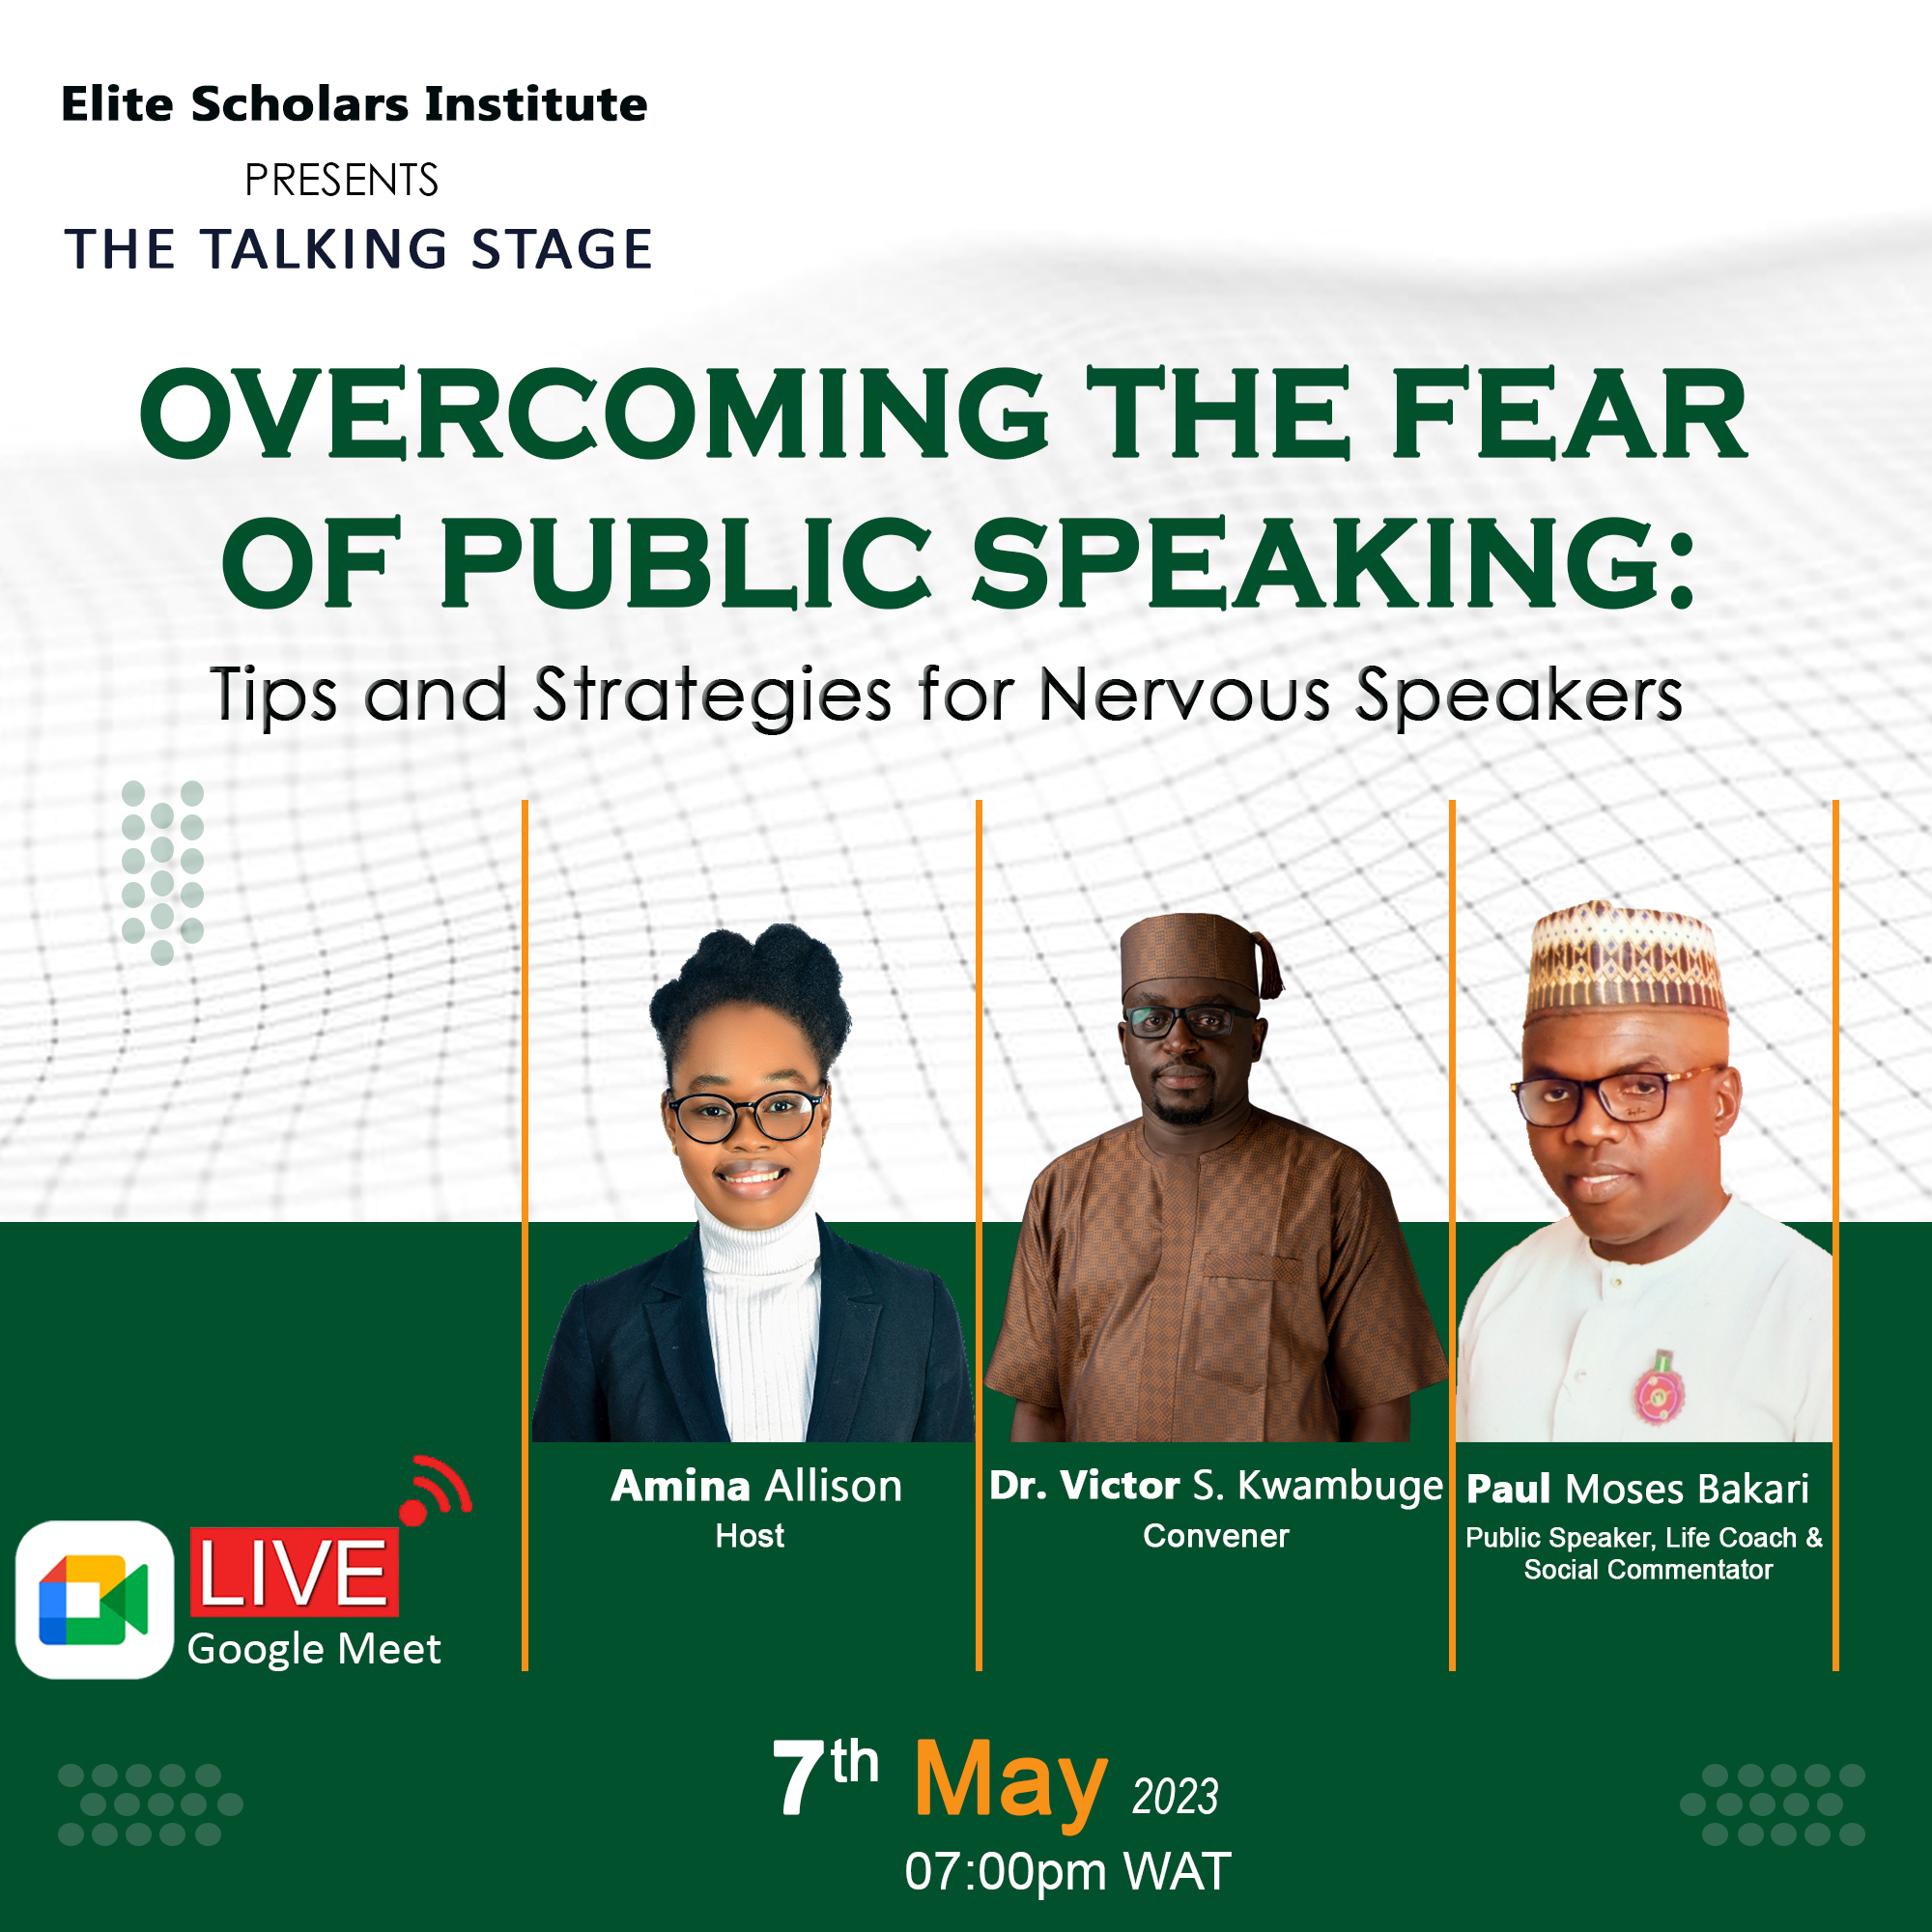 Elite Scholars Institute
PRESENTS
THE TALKING STAGE
OVERCOMING THE FEAR
OF PUBLIC SPEAKING:
Tips and Strategies for Nervous Speakers
Amina Allison
Host
Dr. Victor S. Kwambuge
Convener
Paul Moses Bakari
Public Speaker, Life Coach &
Social Commentator
LIVE
Google Meet
7th May 2023
07:00pm WAT